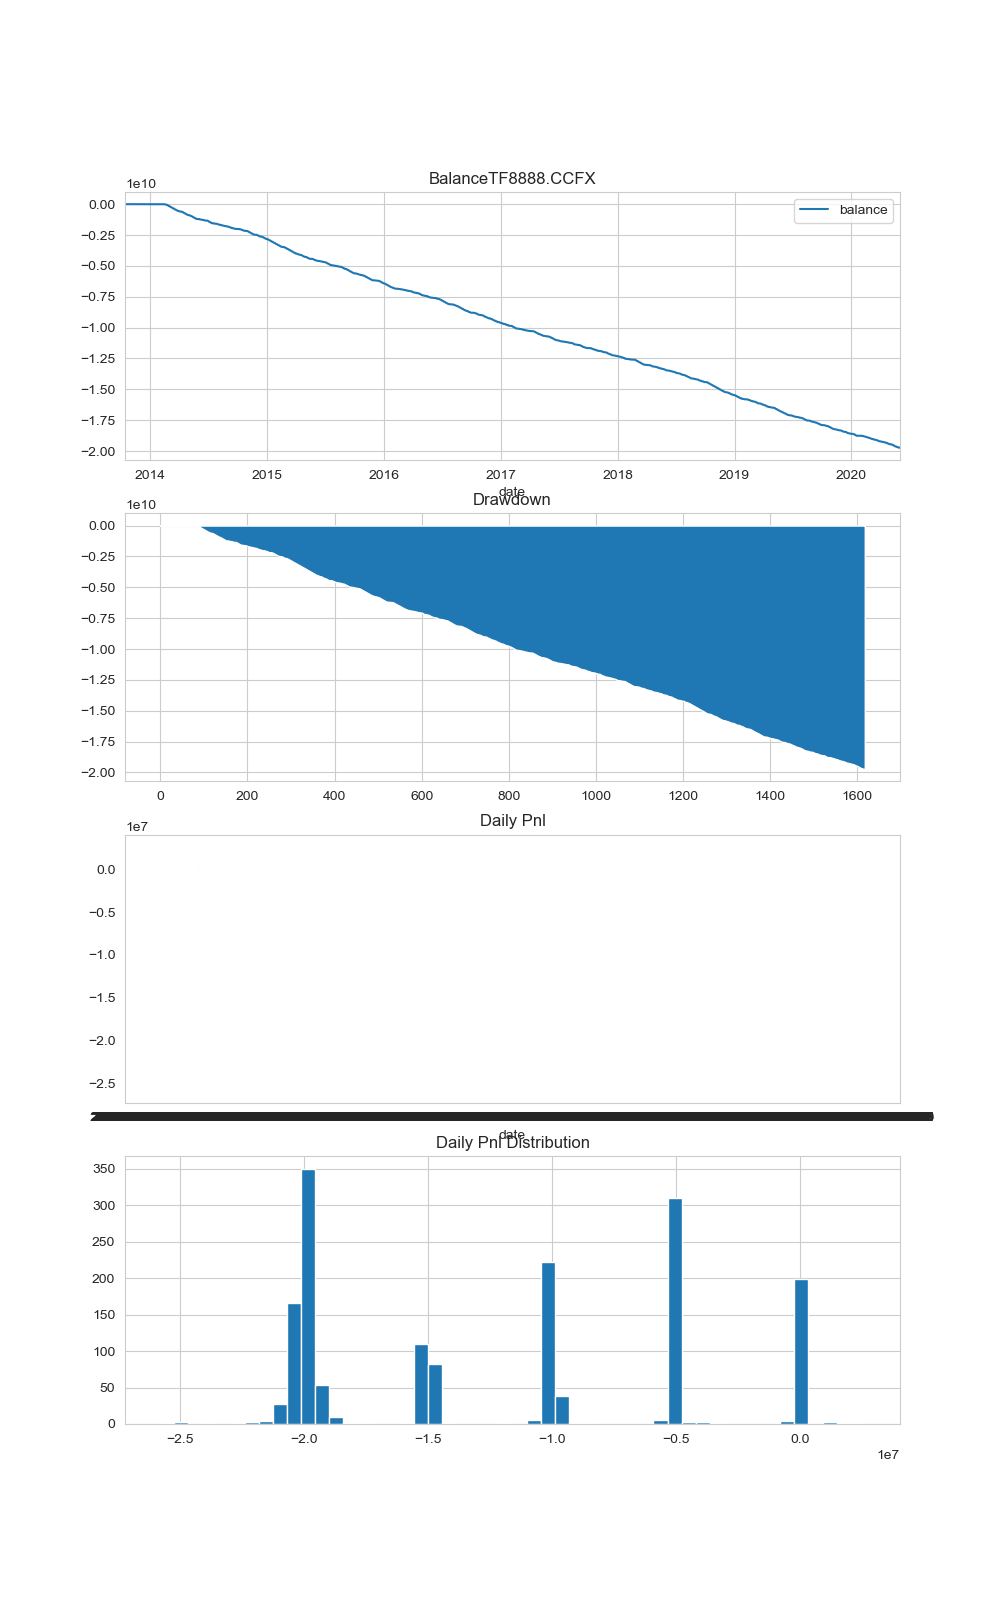 BalanceTF8888.CCFX
1e10
balance
0.00
−0.25
−0.50
−0.75
−1.00
−1.25
−1.50
−1.75
−2.00
2014 2015 2016 2017 2018 2019 2020
date
Drawdown
1e10
0.00
−0.25
−0.50
−0.75
−1.00
−1.25
−1.50
−1.75
−2.00
0 200 400 600 800 1000 1200 1400 1600
Daily Pnl
1e7
0.0
−0.5
−1.0
−1.5
−2.0
−2.5
date
Daily Pnl Distribution
350
300
250
200
150
100
50
0
−2.5 −2.0 −1.5 −1.0 −0.5 0.0
1e7